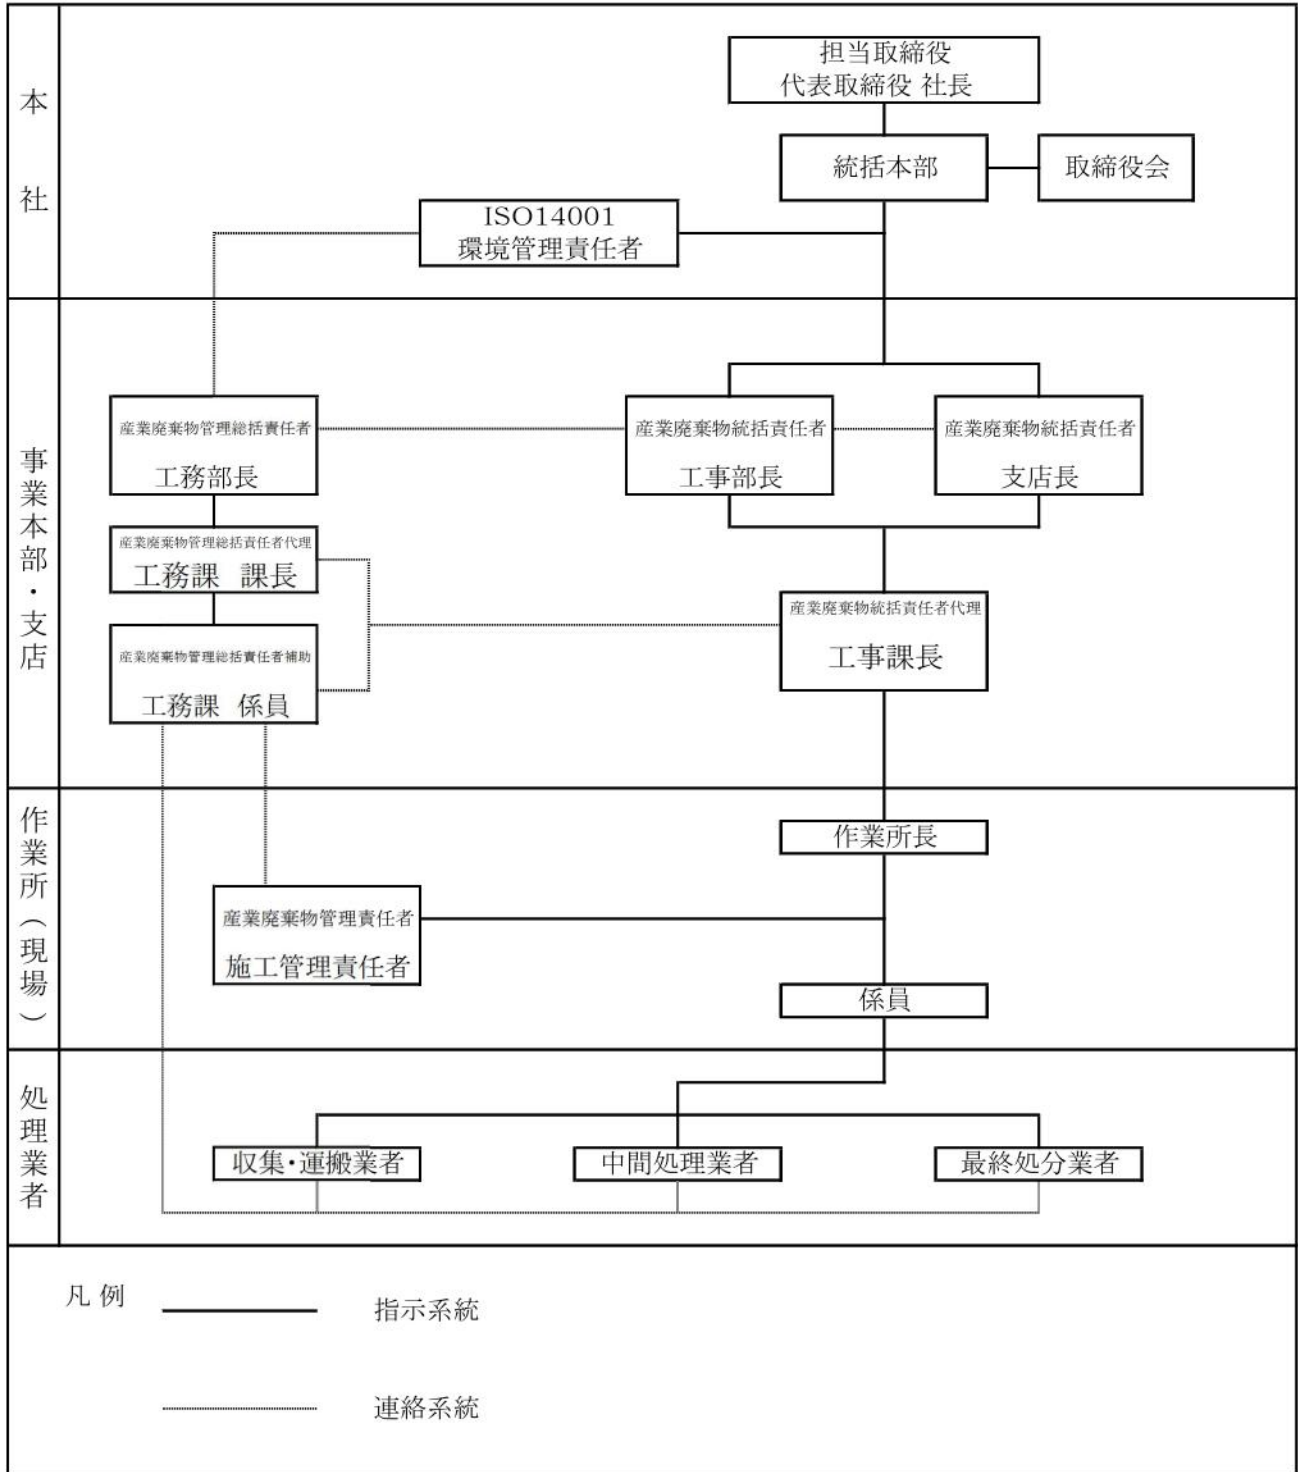 本社
担当取締役
代表取締役 社長
統括本部
取締役会
ISO14001
環境管理責任者
事業本部・支店
産業廃棄物管理総括責任者
工務部長
産業廃棄物統括責任者
工事部長
産業廃棄物統括責任者
支店長
産業廃棄物管理総括責任者代理
工務課 課長
産業廃棄物統括責任者代理
工事課長
産業廃棄物管理総括責任者補助
工務課 係員
作業所（現場）
作業所長
産業廃棄物管理責任者
施工管理責任者
係員
処理業者
収集・運搬業者
中間処理業者
最終処分業者
凡例
指示系統
連絡系統